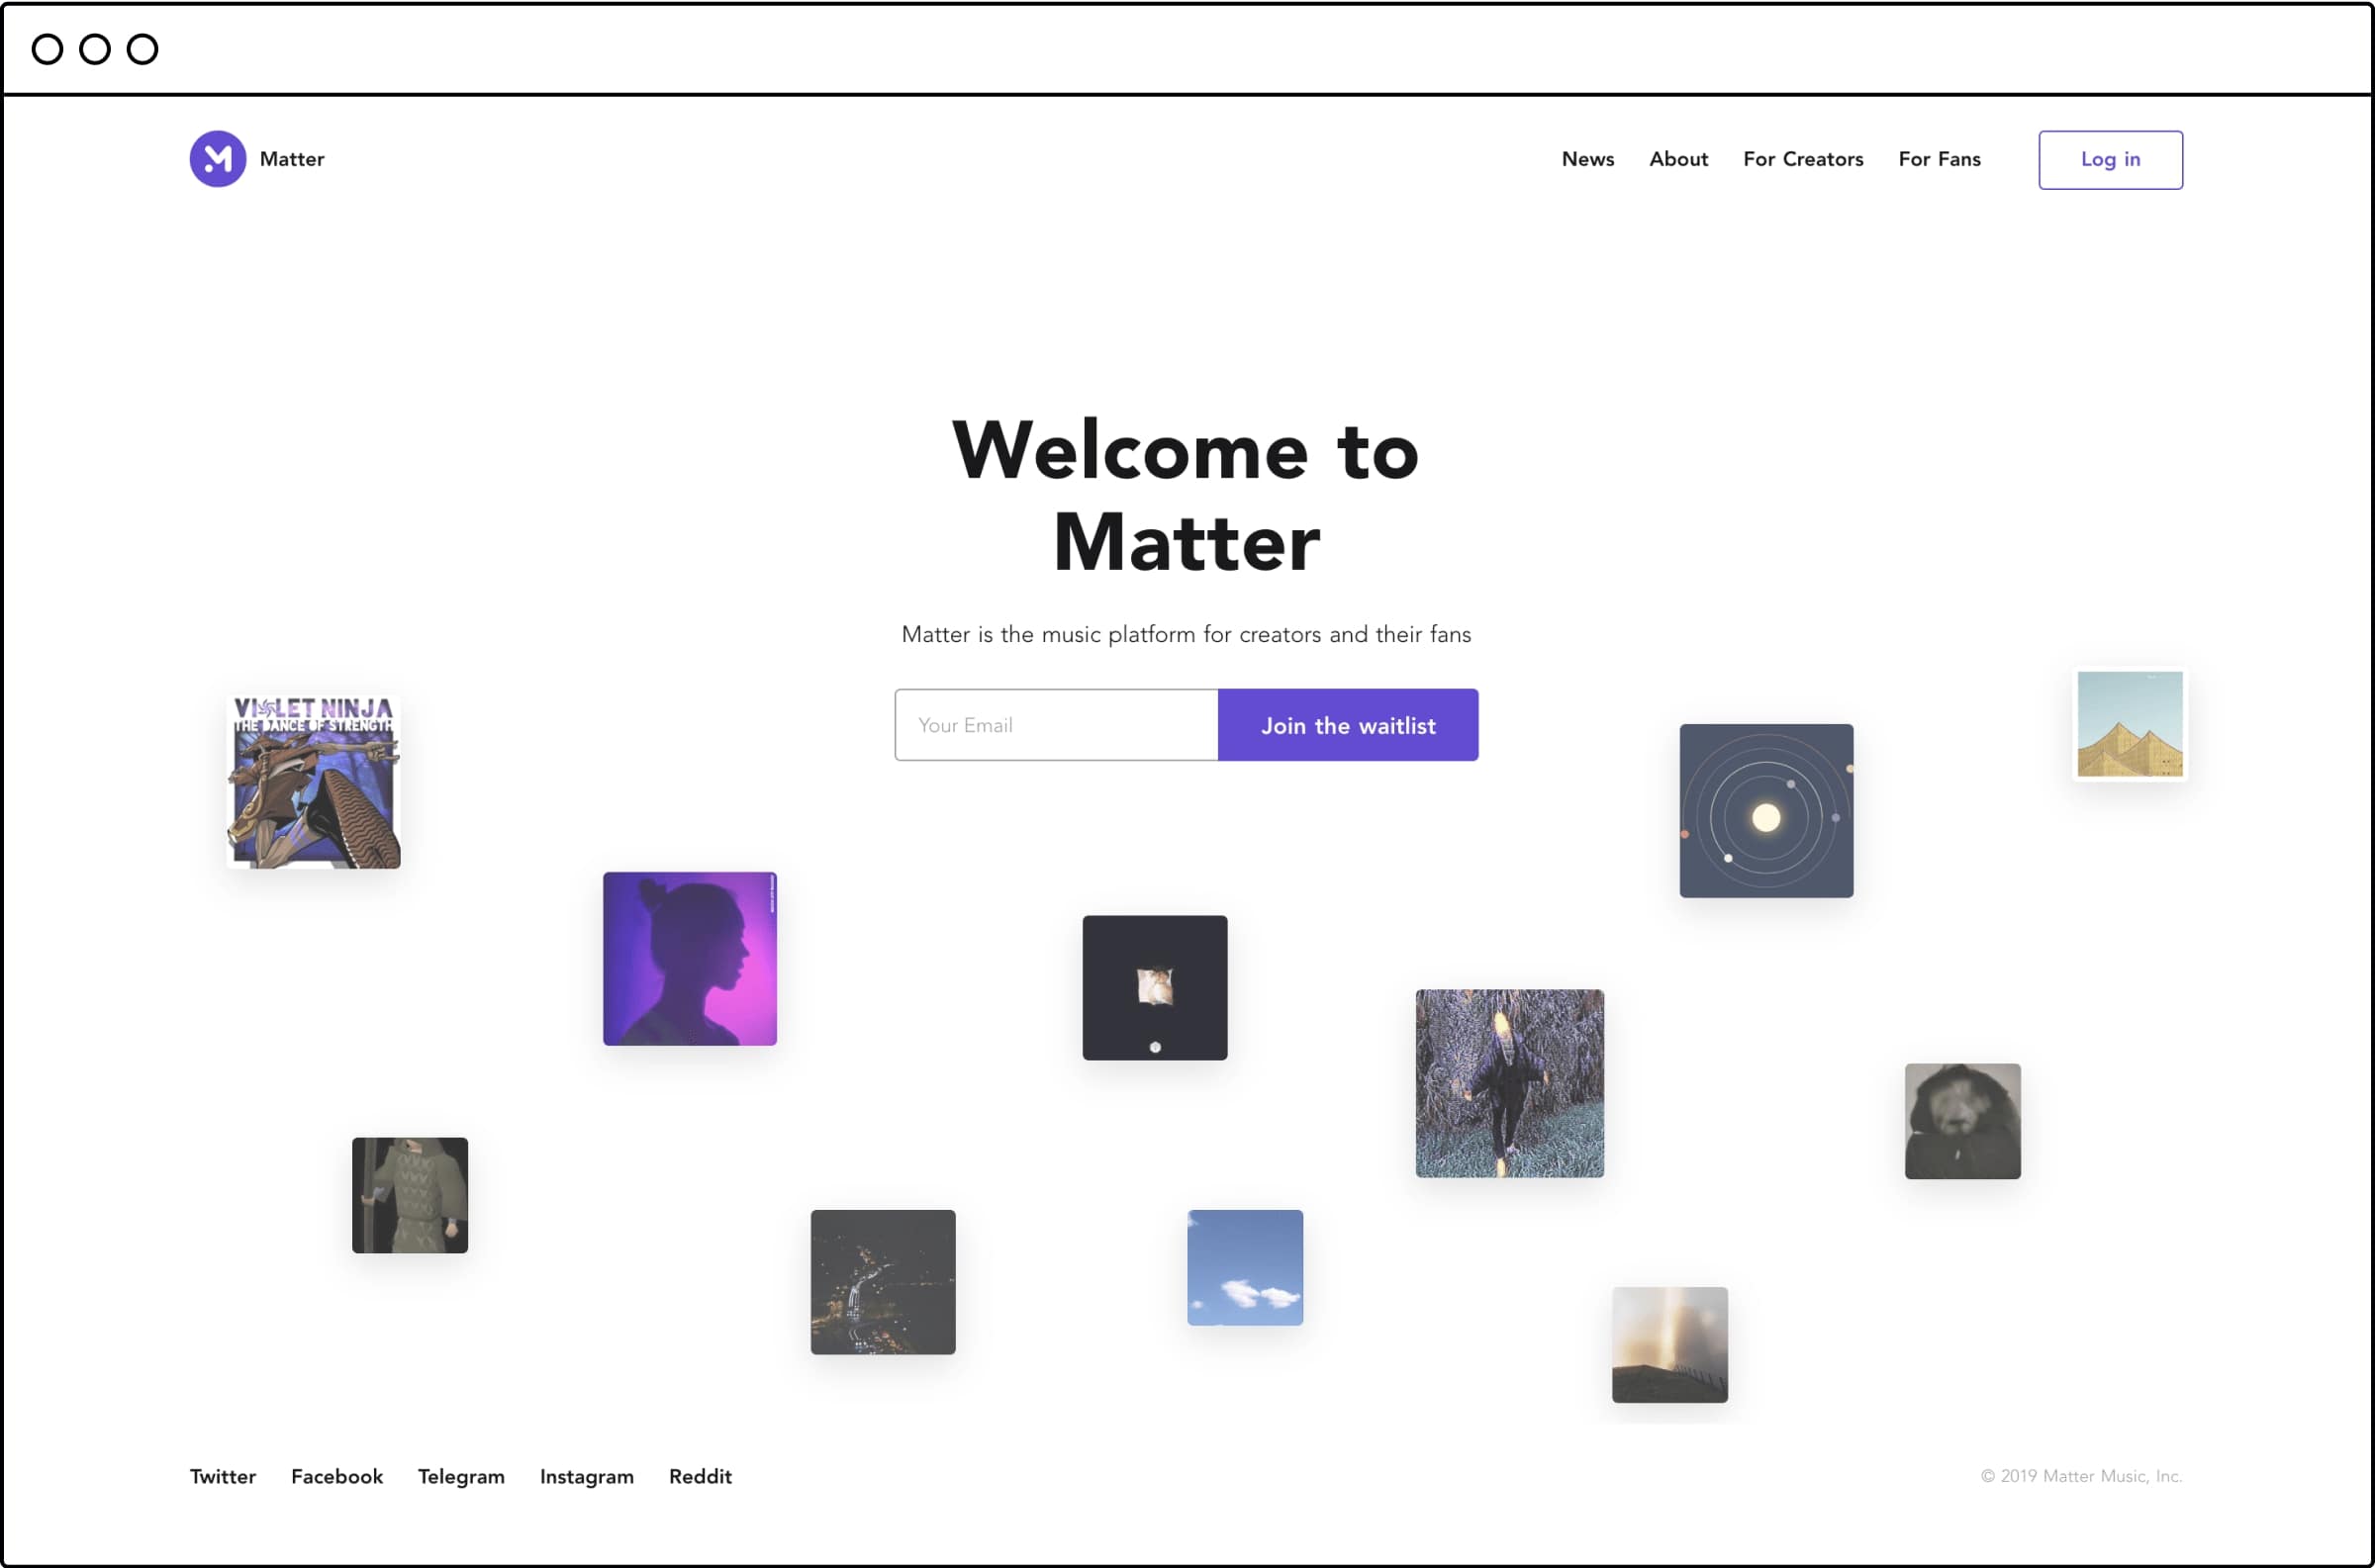 Matter
News
About
For Creators
For Fans
Log in
Welcome to
Matter
Matter is the music platform for creators and their fans
Your Email
Join the waitlist
VIOLET NINJA
THE DANCE OF STRENGTH
Twitter
Facebook
Telegram
Instagram
Reddit
© 2019 Matter Music, Inc.